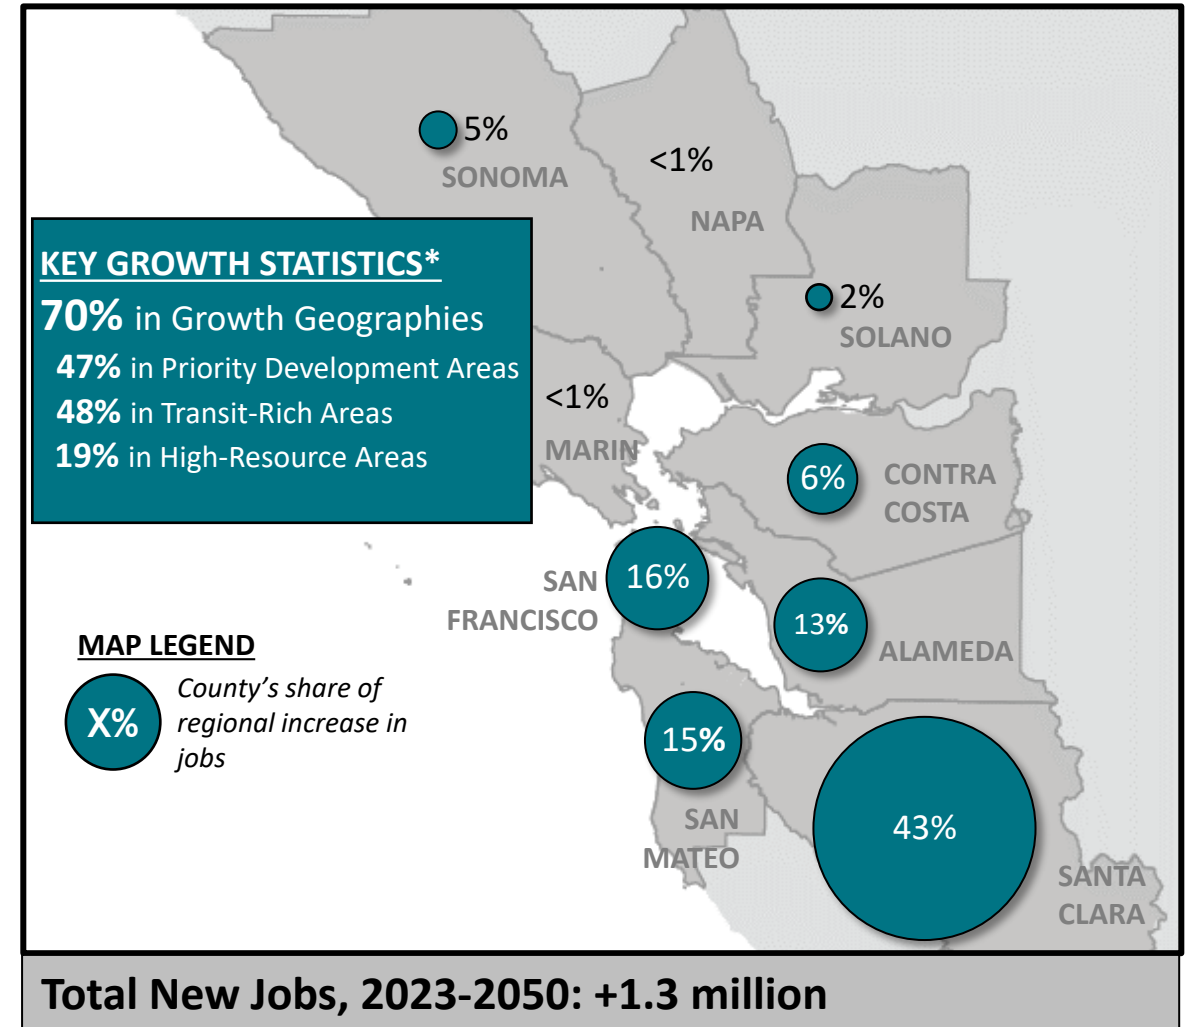 5%
SONOMA
<1%
NAPA
2%
SOLANO
KEY GROWTH STATISTICS*
70% in Growth Geographies
47% in Priority Development Areas
48% in Transit-Rich Areas
19% in High-Resource Areas
<1%
MARIN
6%
CONTRA
COSTA
16%
SAN
FRANCISCO
13%
ALAMEDA
MAP LEGEND
X%
County’s share of
regional increase in
jobs
15%
SAN
MATEO
43%
SANTA
CLARA
Total New Jobs, 2023-2050: +1.3 million